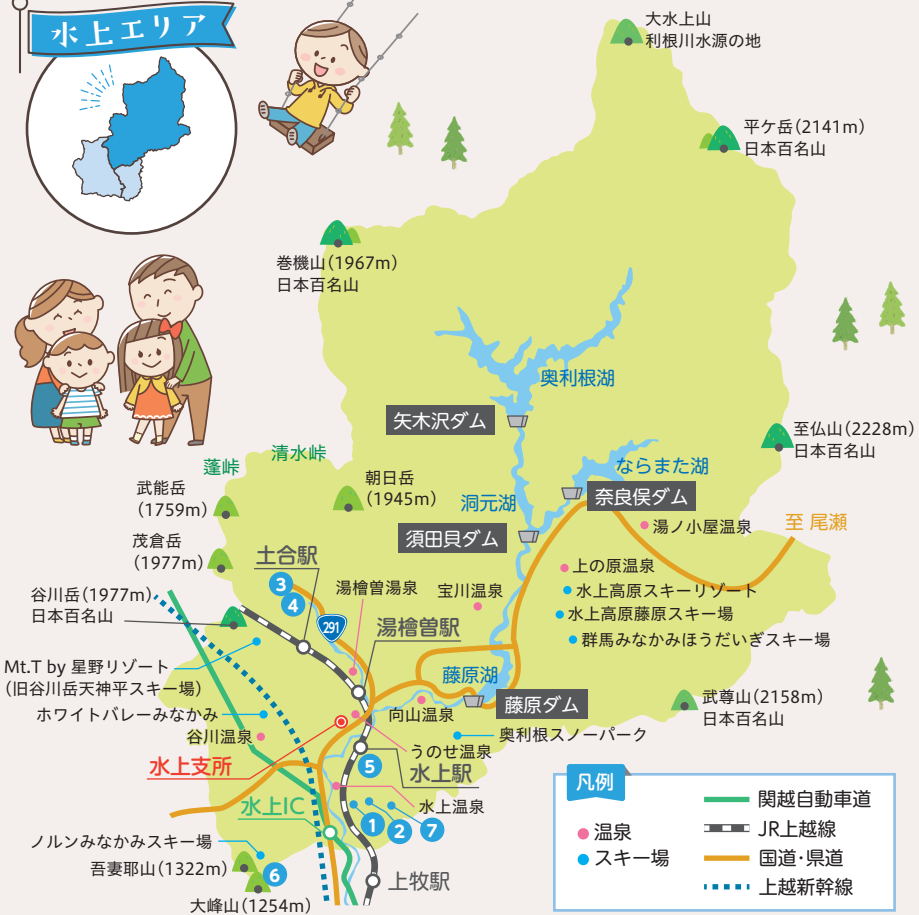 水上エリア
大水上山
利根川水源の地
平ケ岳(2141m)
日本百名山
巻機山(1967m)
日本百名山
奥利根湖
矢木沢ダム
至仏山(2228m)
日本百名山
清水峠
蓬峠
ならまた湖
朝日岳
(1945m)
武能岳
(1759m)
洞元湖
奈良俣ダム
至 尾瀬
湯ノ小屋温泉
須田貝ダム
茂倉岳
(1977m)
土合駅
上の原温泉
3
4
湯檜曽湯泉
宝川温泉
水上高原スキーリゾート
谷川岳(1977m)
日本百名山
水上高原藤原スキー場
291
湯檜曽駅
群馬みなかみほうだいぎスキー場
Mt.T by 星野リゾート
(旧谷川岳天神平スキー場)
藤原湖
藤原ダム
武尊山(2158m)
日本百名山
ホワイトバレーみなかみ
向山温泉
谷川温泉
奥利根スノーパーク
うのせ温泉
水上支所
5
水上駅
水上IC
水上温泉
1
2
7
ノルンみなかみスキー場
吾妻耶山(1322m)
6
上牧駅
大峰山(1254m)
凡例
温泉
スキー場
関越自動車道
JR上越線
国道・県道
上越新幹線